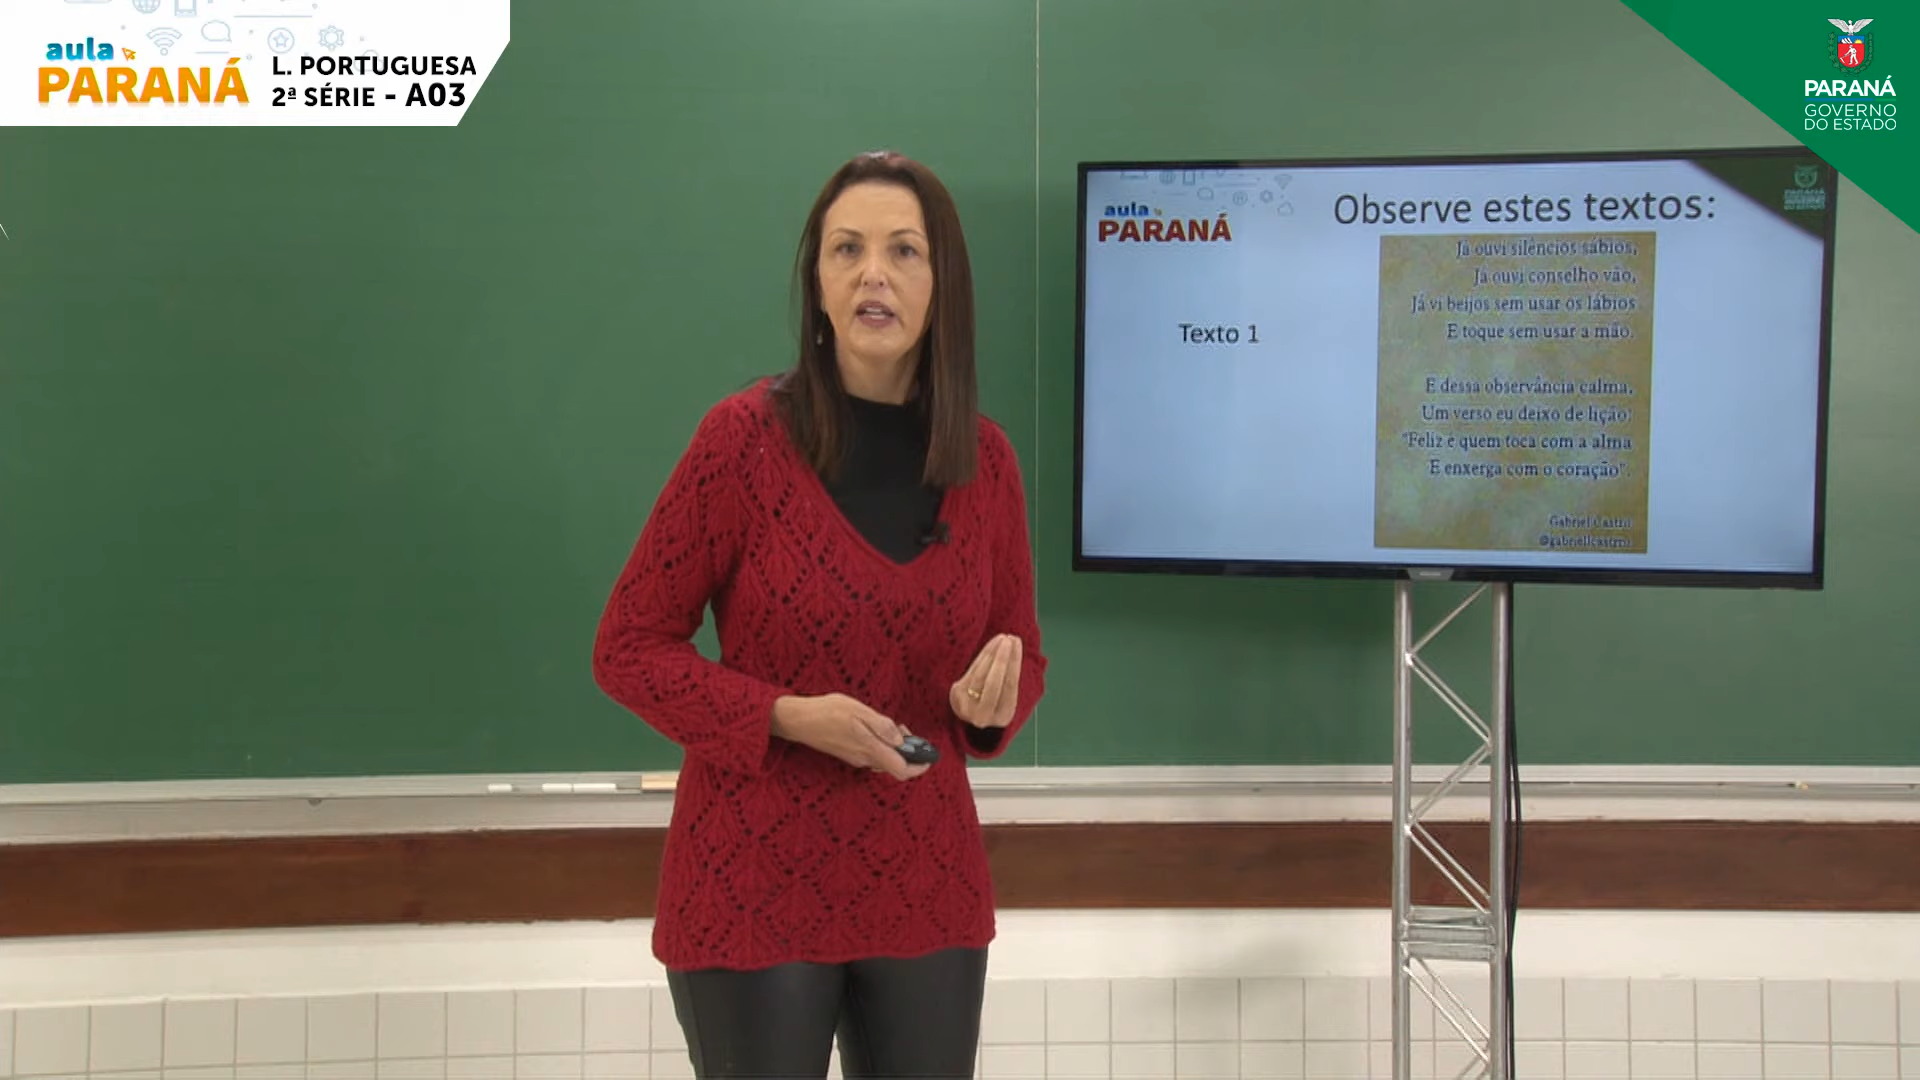 aula
PARANÁ
L. PORTUGUESA
2ª SÉRIE - A03
PARANÁ
GOVERNO
DO ESTADO
aula
PARANÁ
Observe estes textos:
PARANÁ
Texto 1
Já ouvi silêncios sábios,
Já ouvi conselho vão,
Já vi beijos sem usar os lábios
E toque sem usar a mão.
E dessa observância calma,
Um verso eu deixo de lição:
"Feliz é quem toca com a alma
E enxerga com o coração".
Gabriel Castro
@gabriellcastro